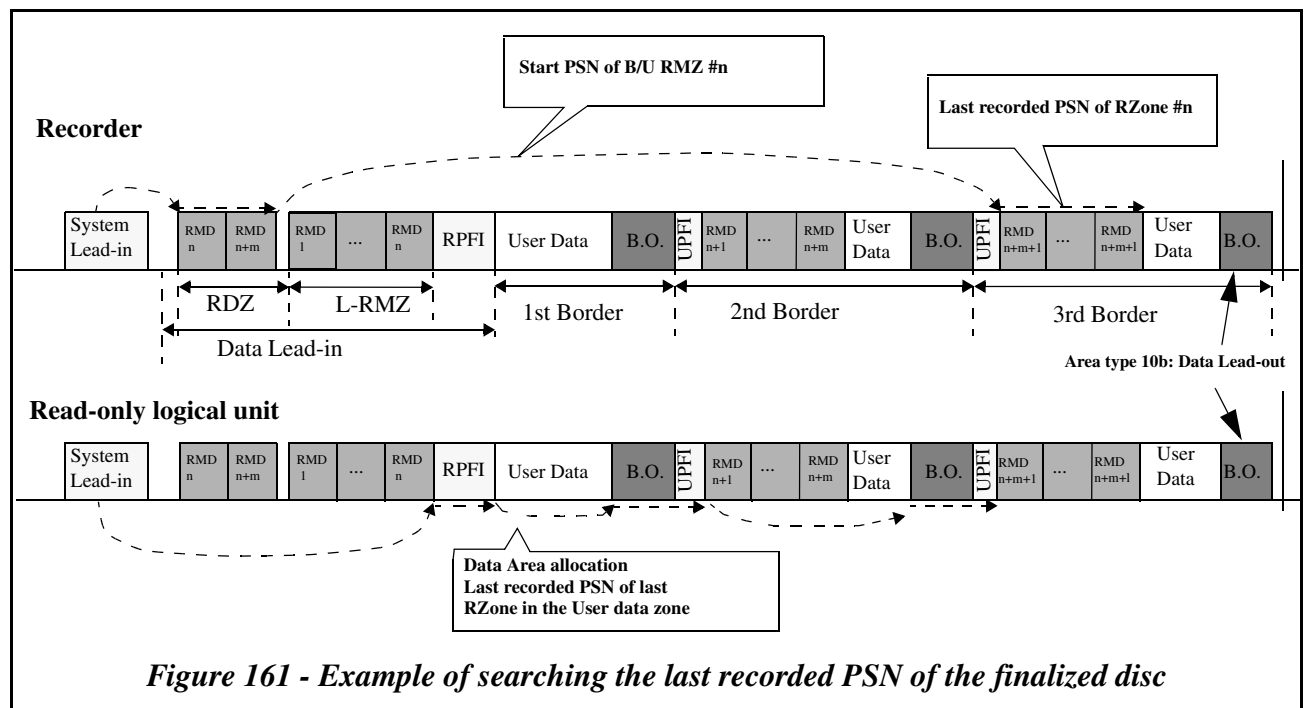 Start PSN of B/U RMZ #n
Last recorded PSN of RZone #n
Recorder
System
Lead-in
RMD
n
RMD
n+m
RMD
1
...
RMD
n
RPFI
User Data
B.O.
UPFI
RMD
n+1
...
RMD
n+m
User
Data
B.O.
UPFI
RMD
n+m+1
...
RMD
n+m+l
User
Data
B.O.
RDZ
L-RMZ
1st Border
2nd Border
3rd Border
Data Lead-in
Area type 10b: Data Lead-out
Read-only logical unit
System
Lead-in
RMD
n
RMD
n+m
RMD
1
...
RMD
n
RPFI
User Data
B.O.
UPFI
RMD
n+1
...
RMD
n+m
User
Data
B.O.
UPFI
RMD
n+m+1
...
RMD
n+m+l
User
Data
B.O.
Data Area allocation
Last recorded PSN of last
RZone in the User data zone
Figure 161 - Example of searching the last recorded PSN of the finalized disc